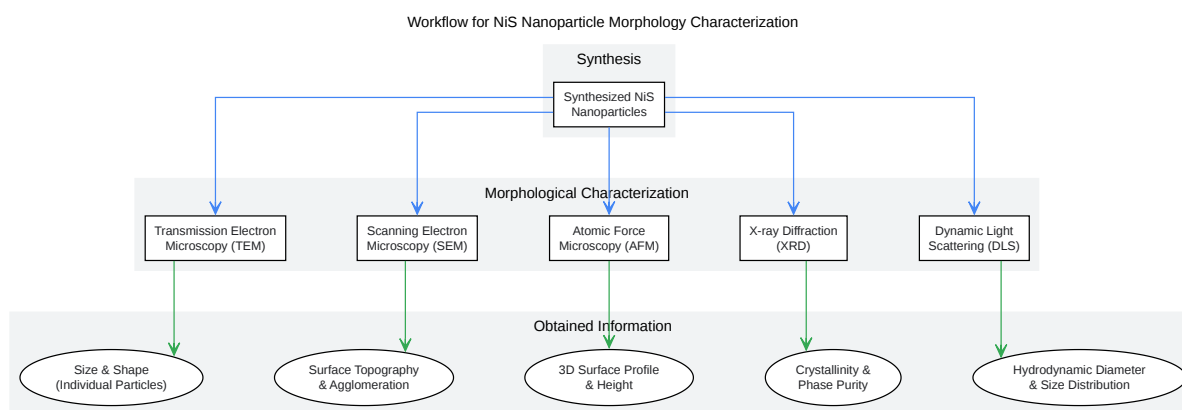 Workflow for NiS Nanoparticle Morphology Characterization
Synthesis
Synthesized NiS
Nanoparticles
Morphological Characterization
Transmission Electron
Microscopy (TEM)
Scanning Electron
Microscopy (SEM)
Atomic Force
Microscopy (AFM)
X-ray Diffraction
(XRD)
Dynamic Light
Scattering (DLS)
Obtained Information
Size & Shape
(Individual Particles)
Surface Topography
& Agglomeration
3D Surface Profile
& Height
Crystallinity &
Phase Purity
Hydrodynamic Diameter
& Size Distribution